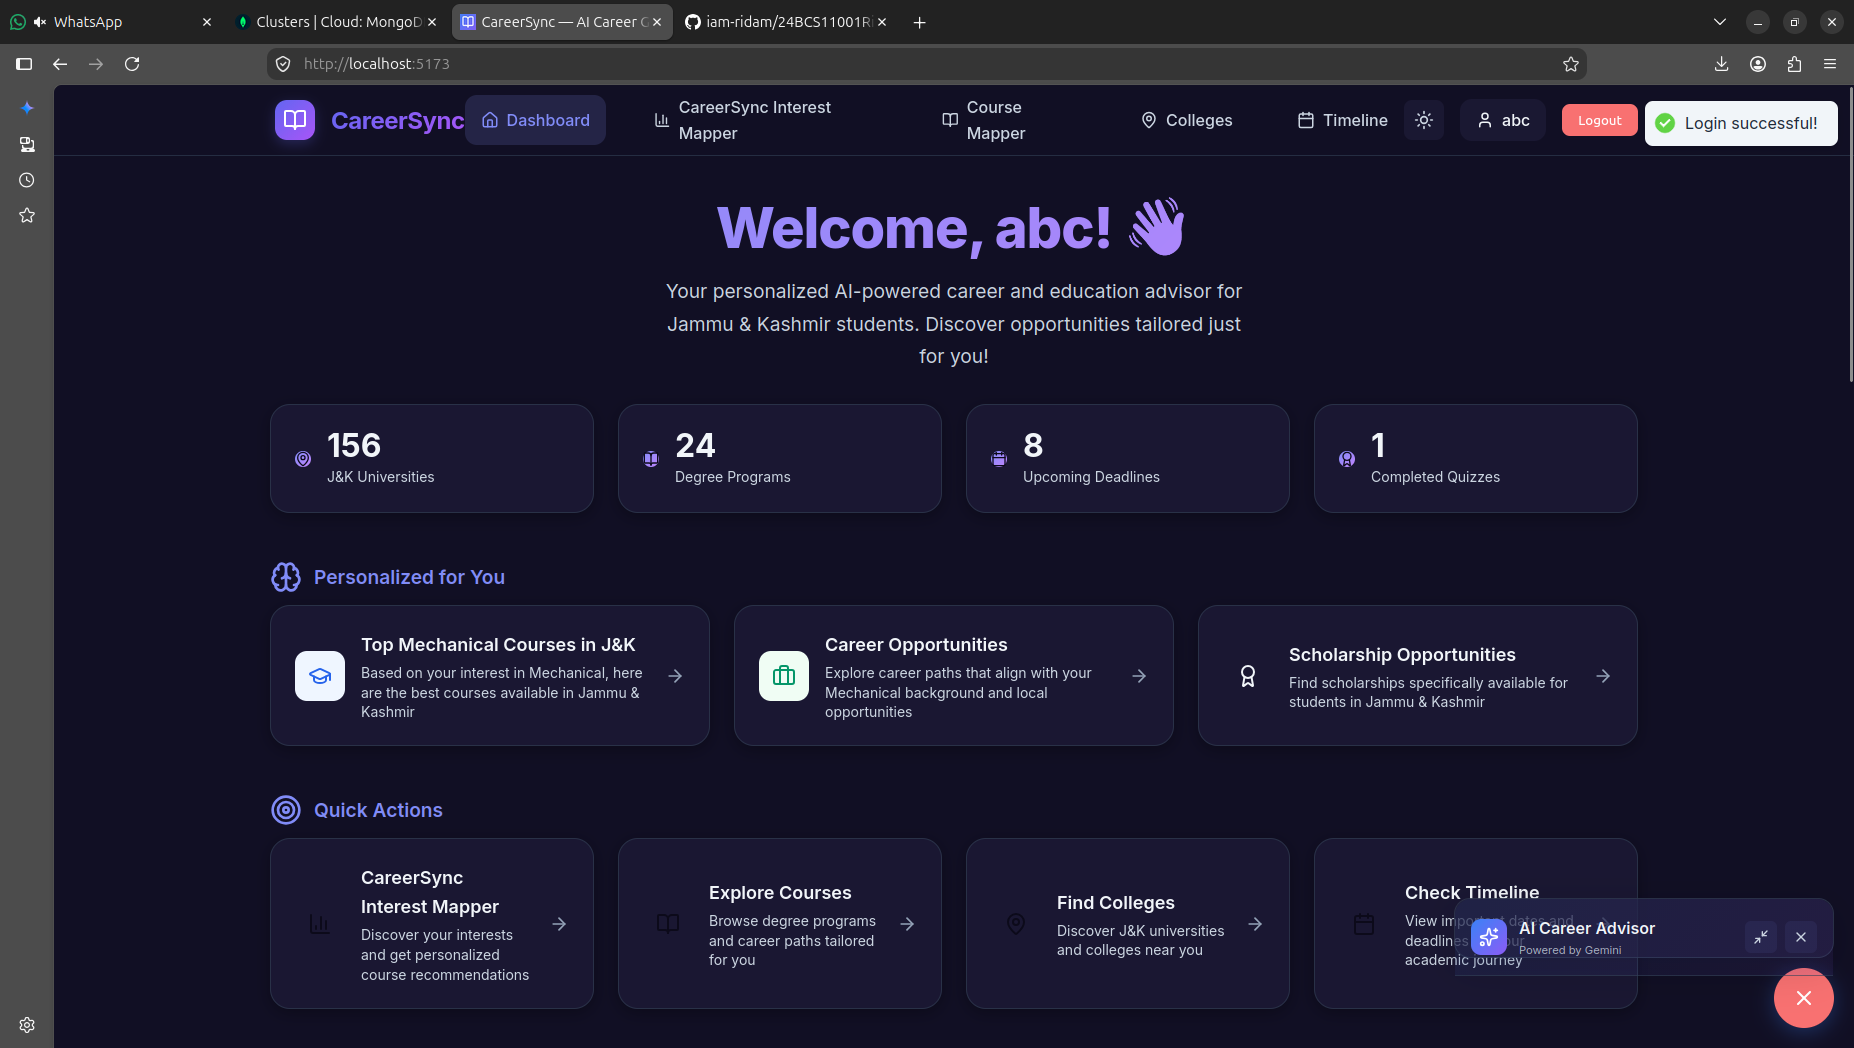 WhatsApp
Clusters | Cloud: MongoD
CareerSync — AI Career G
iam-ridam/24BCS11001Ri
http://localhost:5173
CareerSync
Dashboard
CareerSync Interest
Mapper
Course
Mapper
Colleges
Timeline
abc
Logout
Login successful!
Welcome, abc! 👋
Your personalized AI-powered career and education advisor for
Jammu & Kashmir students. Discover opportunities tailored just
for you!
156
J&K Universities
24
Degree Programs
8
Upcoming Deadlines
1
Completed Quizzes
Personalized for You
Top Mechanical Courses in J&K
Based on your interest in Mechanical, here
are the best courses available in Jammu &
Kashmir
Career Opportunities
Explore career paths that align with your
Mechanical background and local
opportunities
Scholarship Opportunities
Find scholarships specifically available for
students in Jammu & Kashmir
Quick Actions
CareerSync
Interest Mapper
Discover your interests
and get personalized
course recommendations
Explore Courses
Browse degree programs
and career paths tailored
for you
Find Colleges
Discover J&K universities
and colleges near you
Check Timeline
View important dates and
deadlines
academic journey
AI Career Advisor
Powered by Gemini